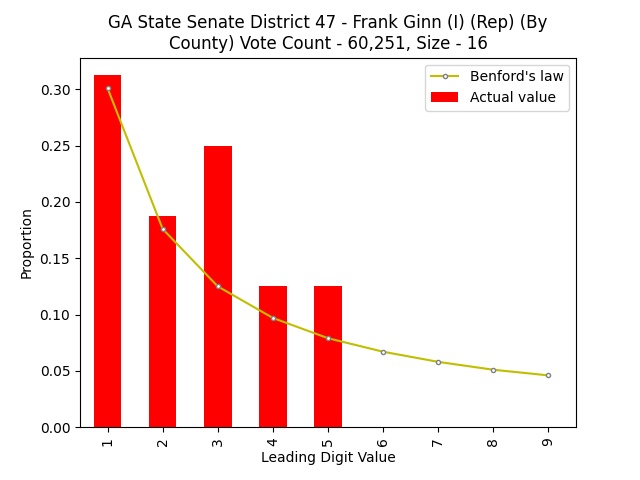 GA State Senate District 47 - Frank Ginn (I) (Rep) (By
County) Vote Count - 60,251, Size - 16
Benford's law
Actual value
Proportion
0.30
0.25
0.20
0.15
0.10
0.05
0.00
1 2 3 4 5 6 7 8 9
Leading Digit Value